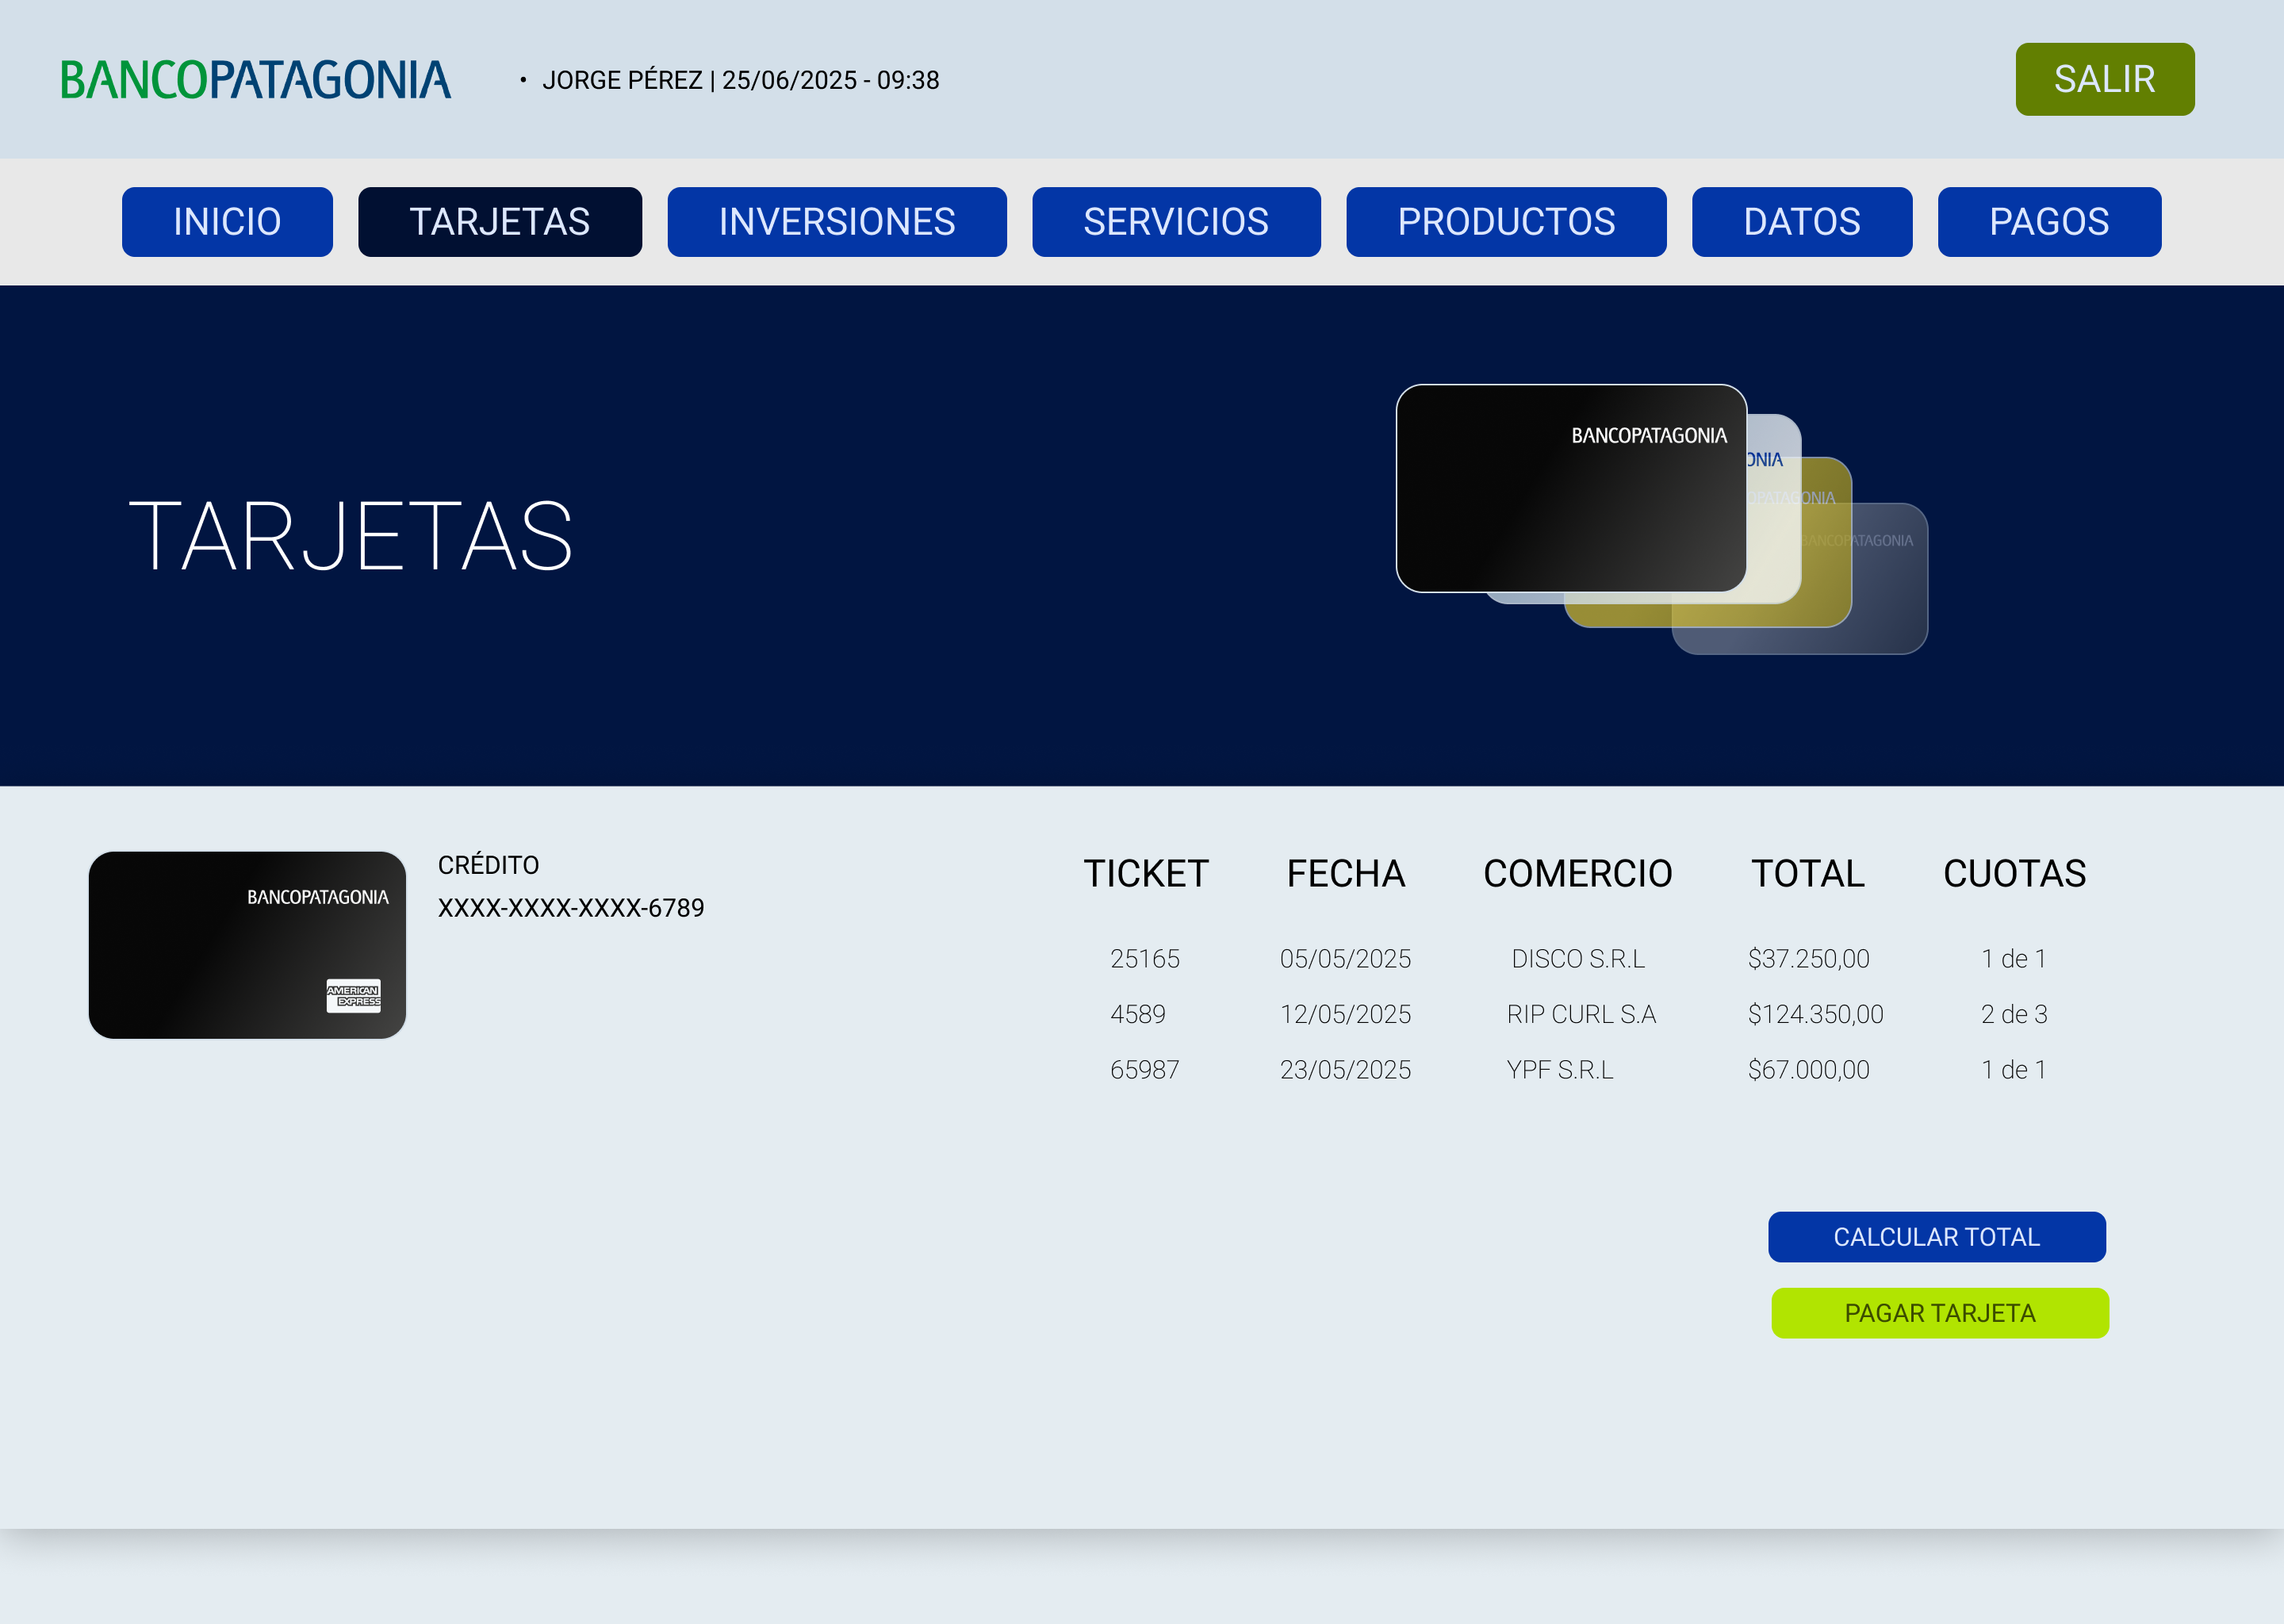 BANCOPATAGONIA
• JORGE PÉREZ | 25/06/2025 - 09:38
SALIR
INICIO TARJETAS INVERSIONES SERVICIOS PRODUCTOS DATOS PAGOS
TARJETAS
BANCOPATAGONIA
ONIA
OPATAGONIA
BANCOPATAGONIA
BANCOPATAGONIA
AMERICAN
EXPRESS
CRÉDITO
XXXX-XXXX-XXXX-6789
TICKET FECHA COMERCIO TOTAL CUOTAS
25165 05/05/2025 DISCO S.R.L $37.250,00 1 de 1
4589 12/05/2025 RIP CURL S.A $124.350,00 2 de 3
65987 23/05/2025 YPF S.R.L $67.000,00 1 de 1
CALCULAR TOTAL
PAGAR TARJETA